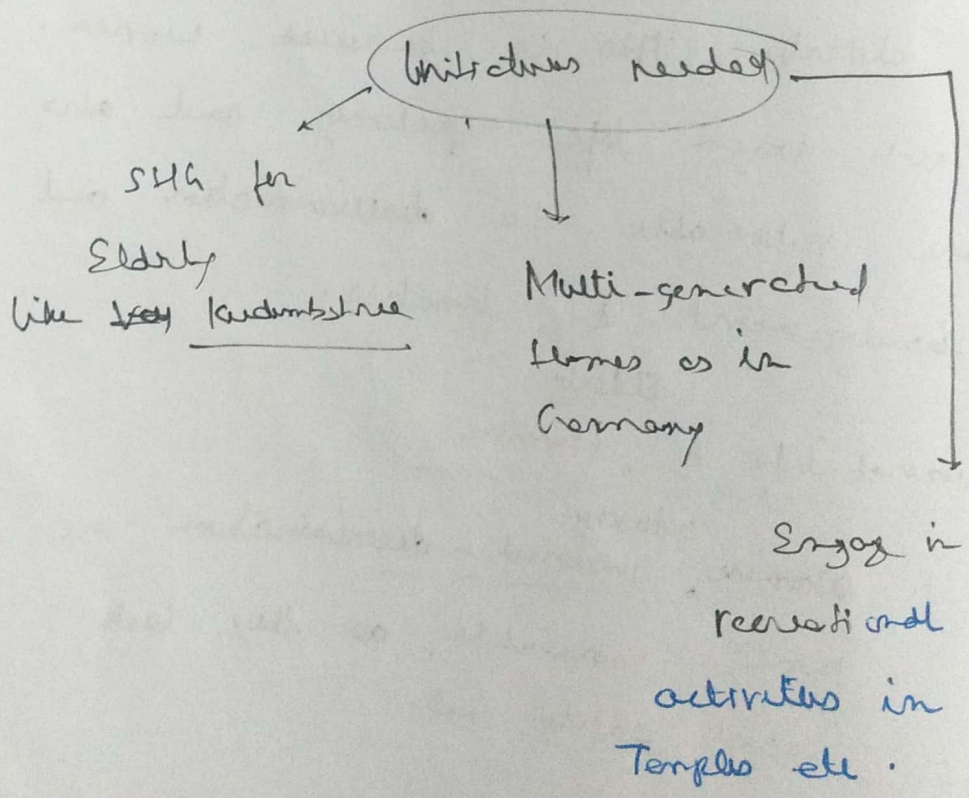 Initiatives needed
SHG for
Elderly
like Kudumbshree
Multi-generational
Homes as in
Germany
Engage in
recreational
activities in
Temples etc.